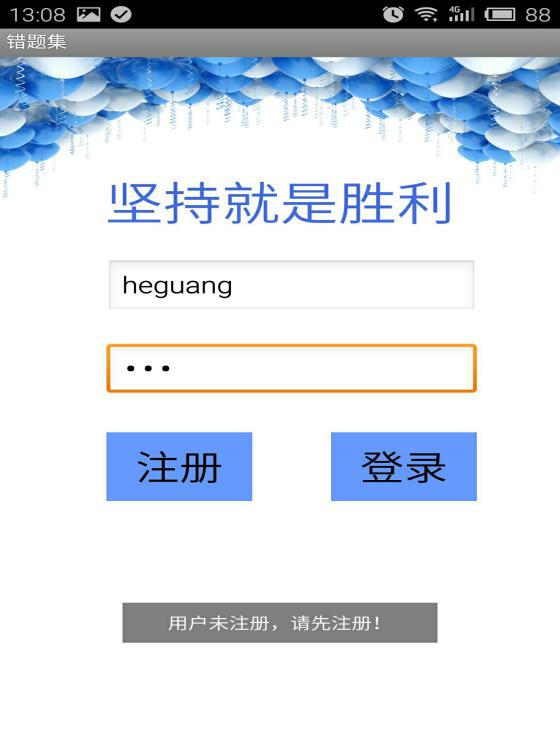 13:08 4G 88
错题集
坚持就是胜利
heguang
•••
注册 登录
用户未注册，请先注册！